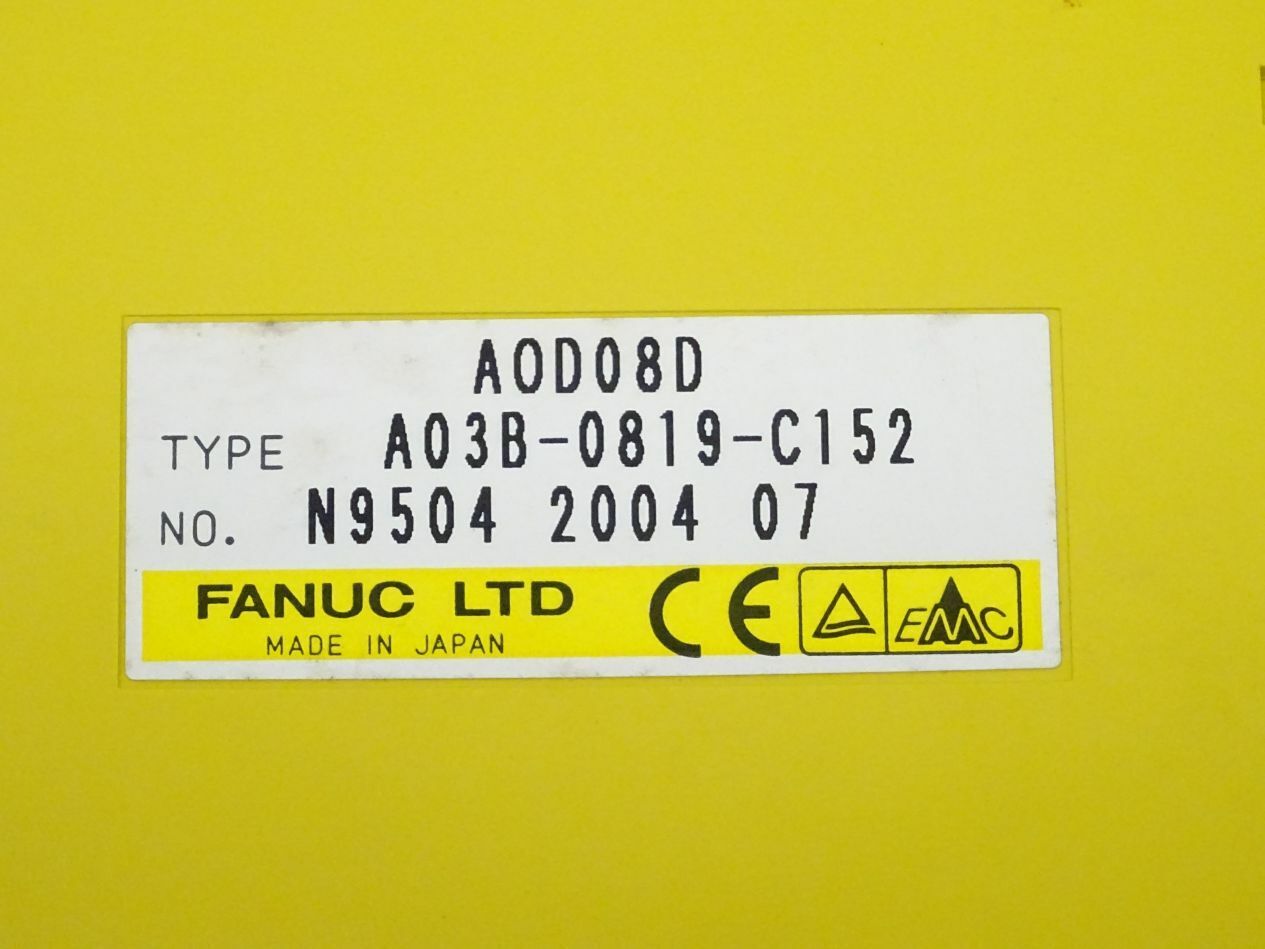 AOD08D
TYPE A03B-0819-C152
NO. N9504 2004 07
FANUC LTD CE EMC
MADE IN JAPAN